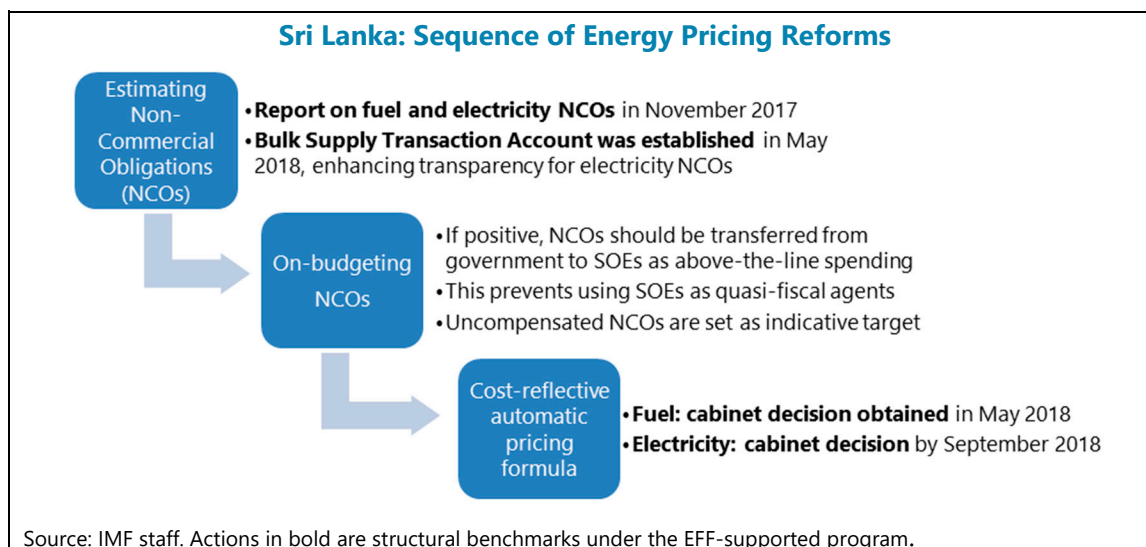 Sri Lanka: Sequence of Energy Pricing Reforms
Estimating
Non-
Commercial
Obligations
(NCOs)
•Report on fuel and electricity NCOs in November 2017
•Bulk Supply Transaction Account was established in May
2018, enhancing transparency for electricity NCOs
On-budgeting
NCOs
•If positive, NCOs should be transferred from
government to SOEs as above-the-line spending
•This prevents using SOEs as quasi-fiscal agents
•Uncompensated NCOs are set as indicative target
Cost-reflective
automatic
pricing
formula
•Fuel: cabinet decision obtained in May 2018
•Electricity: cabinet decision by September 2018
Source: IMF staff. Actions in bold are structural benchmarks under the EFF-supported program.